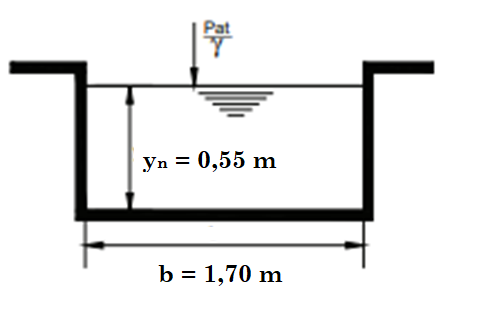 Pat
γ
yn = 0,55 m
b = 1,70 m